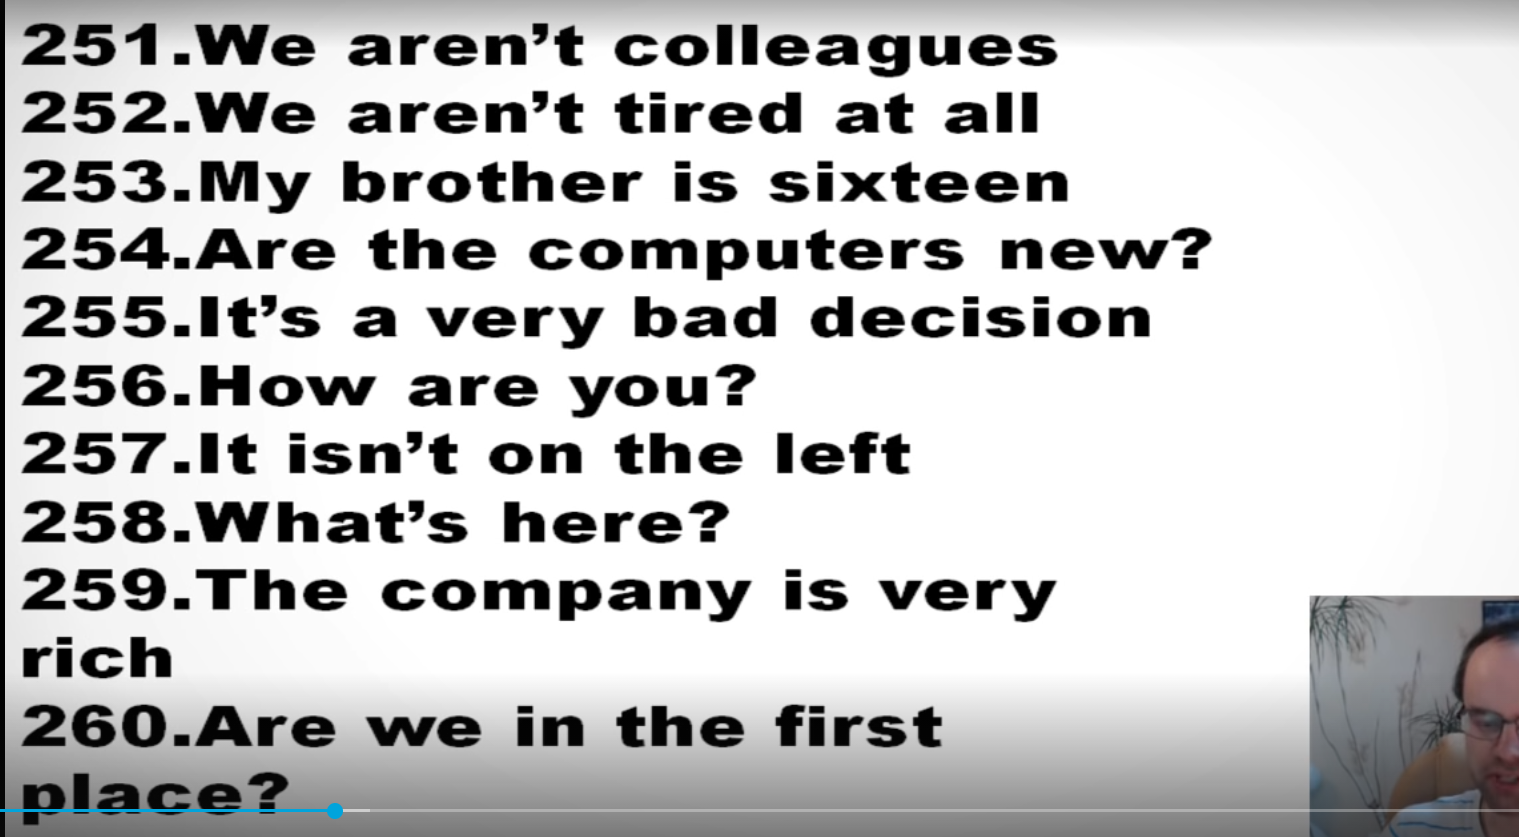 251.We aren’t colleagues
252.We aren’t tired at all
253.My brother is sixteen
254.Are the computers new?
255.It’s a very bad decision
256.How are you?
257.It isn’t on the left
258.What’s here?
259.The company is very
rich
260.Are we in the first
place?